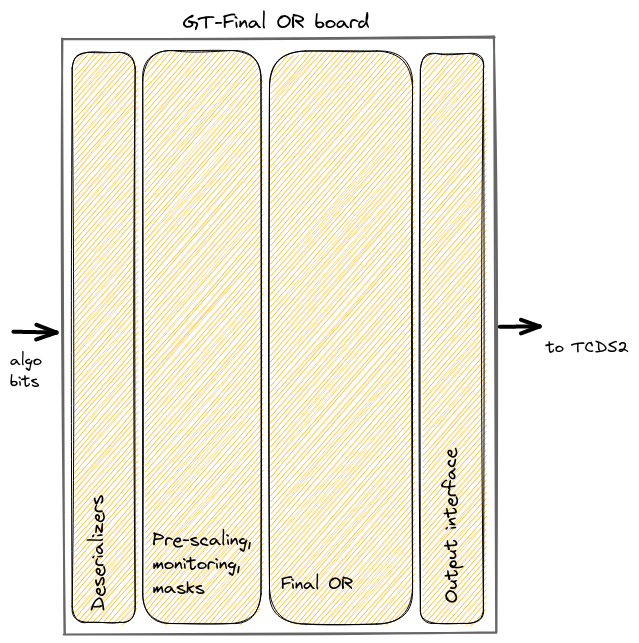 GT-Final OR board
algo
bits
Deserializers
Pre-scaling,
monitoring,
masks
Final OR
Output interface
to TCDS2